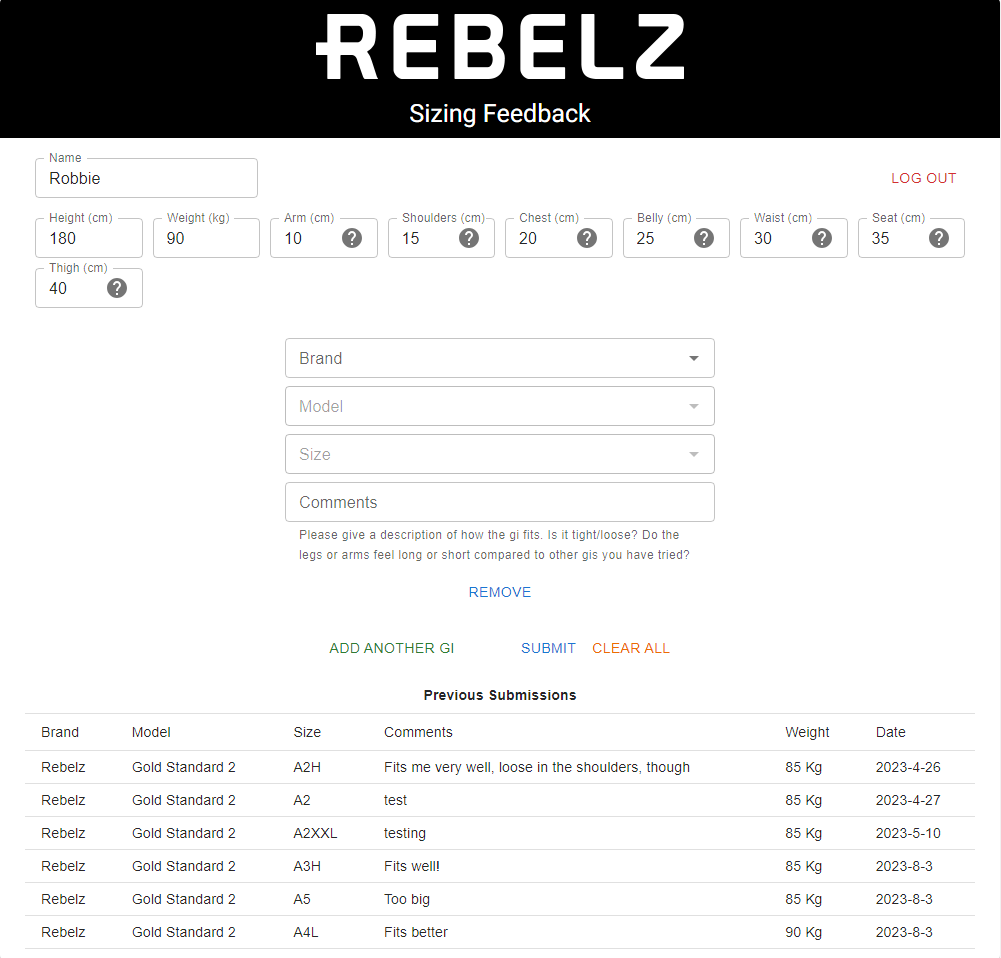 REBELZ
Sizing Feedback
Name
Robbie
LOG OUT
Height (cm) Weight (kg) Arm (cm) Shoulders (cm) Chest (cm) Belly (cm) Waist (cm) Seat (cm)
180 90 10 ? 15 ? 20 ? 25 ? 30 ? 35 ?
Thigh (cm)
40 ?
Brand
Model
Size
Comments
Please give a description of how the gi fits. Is it tight/loose? Do the
legs or arms feel long or short compared to other gis you have tried?
REMOVE
ADD ANOTHER GI SUBMIT CLEAR ALL
Previous Submissions
Brand Model Size Comments Weight Date
Rebelz Gold Standard 2 A2H Fits me very well, loose in the shoulders, though 85 Kg 2023-4-26
Rebelz Gold Standard 2 A2 test 85 Kg 2023-4-27
Rebelz Gold Standard 2 A2XXL testing 85 Kg 2023-5-10
Rebelz Gold Standard 2 A3H Fits well! 85 Kg 2023-8-3
Rebelz Gold Standard 2 A5 Too big 85 Kg 2023-8-3
Rebelz Gold Standard 2 A4L Fits better 90 Kg 2023-8-3